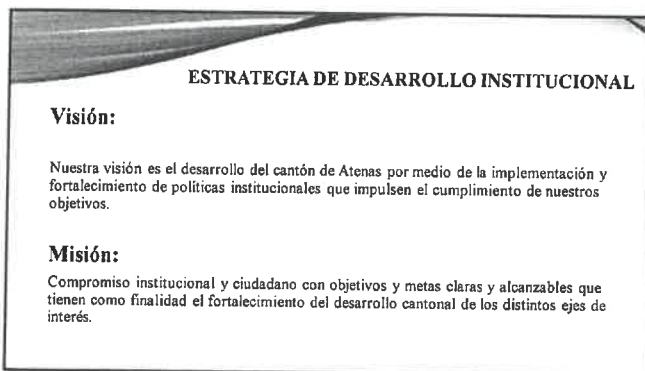 ESTRATEGIA DE DESARROLLO INSTITUCIONAL
Visión:
Nuestra visión es el desarrollo del cantón de Atenas por medio de la implementación y
fortalecimiento de políticas institucionales que impulsen el cumplimiento de nuestros
objetivos.
Misión:
Compromiso institucional y ciudadano con objetivos y metas claras y alcanzables que
tienen como finalidad el fortalecimiento del desarrollo cantonal de los distintos ejes de
interés.